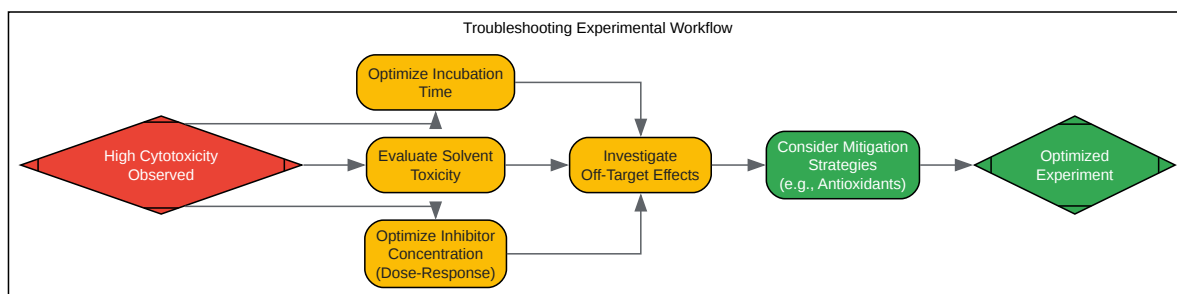 Troubleshooting Experimental Workflow
Optimize Incubation
Time
High Cytotoxicity
Observed
Evaluate Solvent
Toxicity
Optimize Inhibitor
Concentration
(Dose-Response)
Investigate
Off-Target Effects
Consider Mitigation
Strategies
(e.g., Antioxidants)
Optimized
Experiment